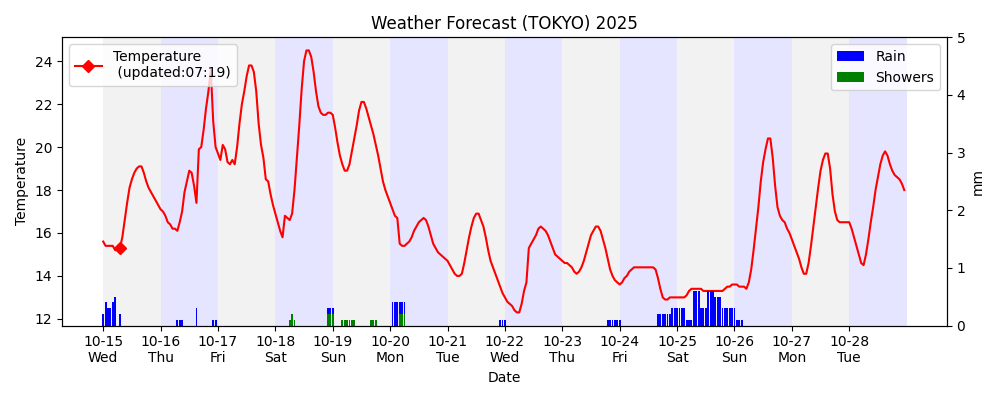 Weather Forecast (TOKYO) 2025
Temperature
(updated:07:19)
Rain
Showers
Temperature
24
22
20
18
16
14
12
5
4
3
2
1
0
mm
10-15 10-16 10-17 10-18 10-19 10-20 10-21 10-22 10-23 10-24 10-25 10-26 10-27 10-28
Wed Thu Fri Sat Sun Mon Tue Wed Thu Fri Sat Sun Mon Tue
Date